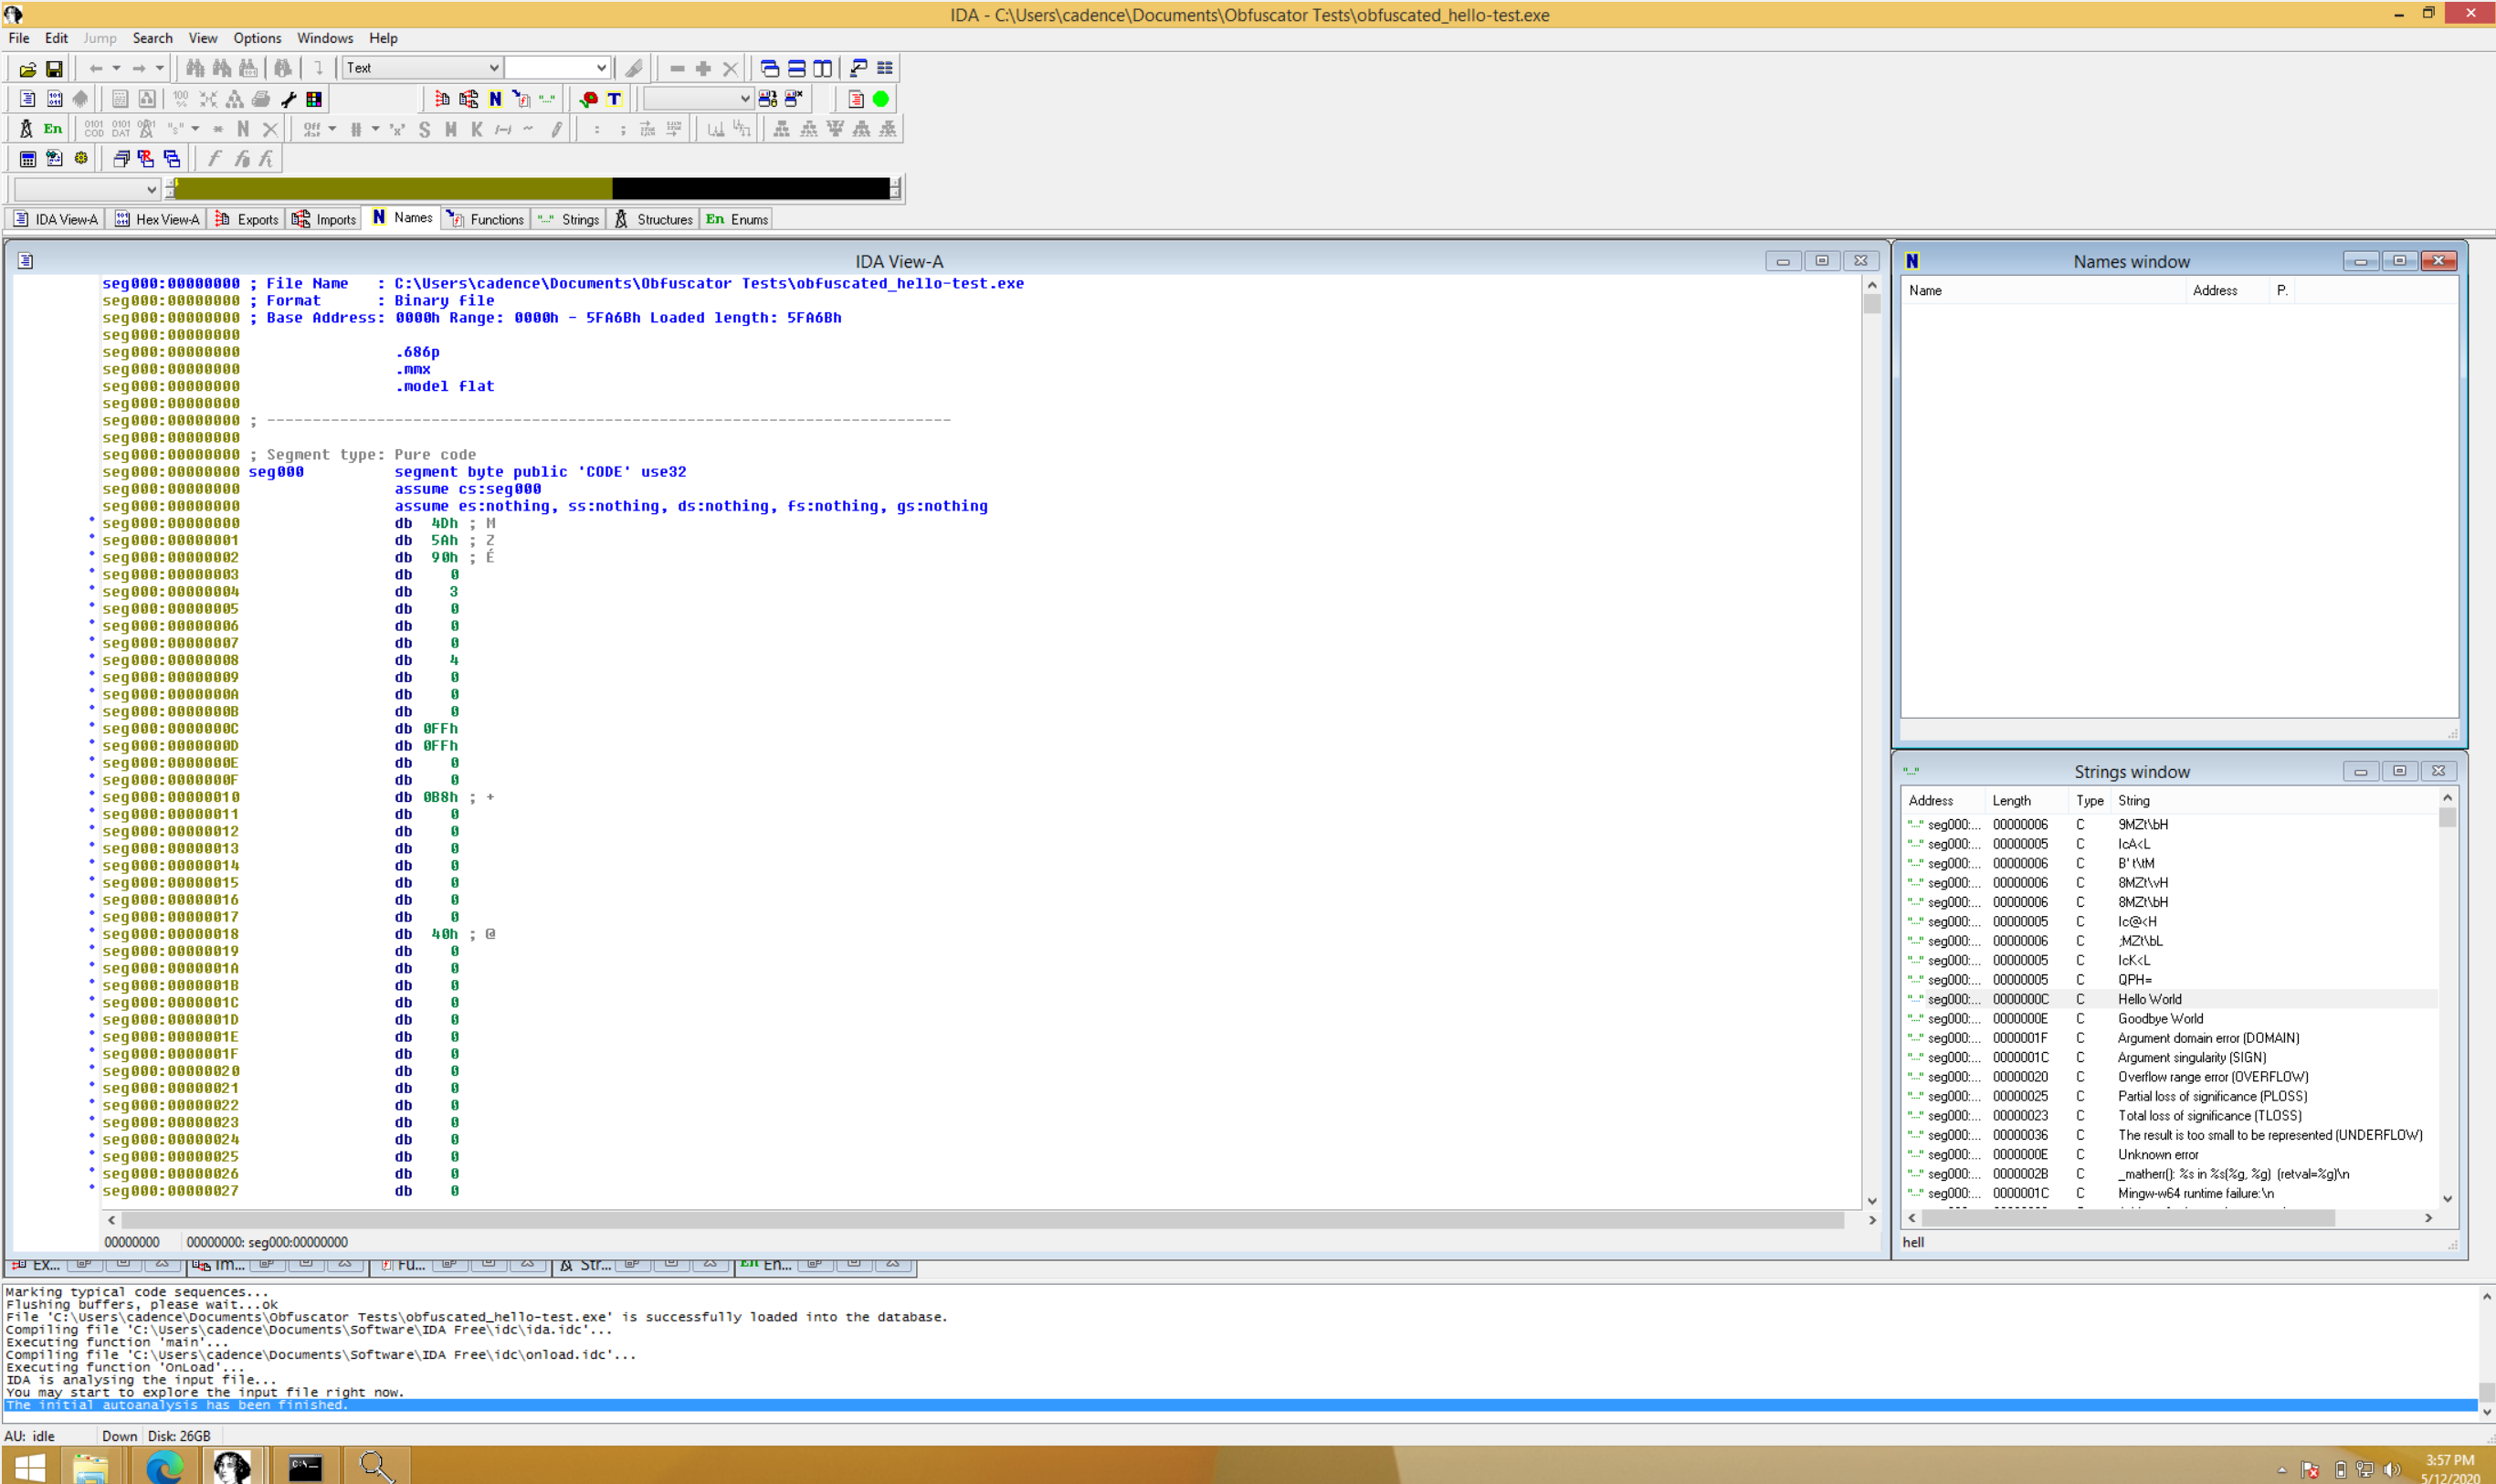 IDA - C:\Users\cadence\Documents\Obfuscator Tests\obfuscated_hello-test.exe
File Edit Jump Search View Options Windows Help
Text
En
IDA View-A Hex View-A Exports Imports N Names Functions Strings Structures En Enums
IDA View-A
seg000:00000000 ; File Name : C:\Users\cadence\Documents\Obfuscator Tests\obfuscated_hello-test.exe
seg000:00000000 ; Format : Binary file
seg000:00000000 ; Base Address: 0000h Range: 0000h - 5FA6Bh Loaded length: 5FA6Bh
seg000:00000000
seg000:00000000 .686p
seg000:00000000 .mmx
seg000:00000000 .model flat
seg000:00000000
seg000:00000000 ; ---------------------------------------------------------------------------
seg000:00000000
seg000:00000000 ; Segment type: Pure code
seg000:00000000 seg000 segment byte public 'CODE' use32
seg000:00000000 assume cs:seg000
seg000:00000000 assume es:nothing, ss:nothing, ds:nothing, fs:nothing, gs:nothing
seg000:00000000 db 4Dh ; M
seg000:00000001 db 5Ah ; Z
seg000:00000002 db 90h ; É
seg000:00000003 db 0
seg000:00000004 db 3
seg000:00000005 db 0
seg000:00000006 db 0
seg000:00000007 db 0
seg000:00000008 db 4
seg000:00000009 db 0
seg000:0000000A db 0
seg000:0000000B db 0
seg000:0000000C db 0FFh
seg000:0000000D db 0FFh
seg000:0000000E db 0
seg000:0000000F db 0
seg000:00000010 db 0B8h ; +
seg000:00000011 db 0
seg000:00000012 db 0
seg000:00000013 db 0
seg000:00000014 db 0
seg000:00000015 db 0
seg000:00000016 db 0
seg000:00000017 db 0
seg000:00000018 db 40h ; @
seg000:00000019 db 0
seg000:0000001A db 0
seg000:0000001B db 0
seg000:0000001C db 0
seg000:0000001D db 0
seg000:0000001E db 0
seg000:0000001F db 0
seg000:00000020 db 0
seg000:00000021 db 0
seg000:00000022 db 0
seg000:00000023 db 0
seg000:00000024 db 0
seg000:00000025 db 0
seg000:00000026 db 0
seg000:00000027 db 0
00000000 00000000: seg000:00000000
N Names window
Name Address P.
Strings window
Address Length Type String
seg000:... 00000006 C 9MZt\bH
seg000:... 00000005 C IcA<L
seg000:... 00000006 C B' t\tM
seg000:... 00000006 C 8MZt\vH
seg000:... 00000006 C 8MZt\bH
seg000:... 00000005 C Ic@<H
seg000:... 00000006 C ;MZt\bL
seg000:... 00000005 C IcK<L
seg000:... 00000005 C QPH=
seg000:... 0000000C C Hello World
seg000:... 0000000E C Goodbye World
seg000:... 0000001F C Argument domain error (DOMAIN)
seg000:... 0000001C C Argument singularity (SIGN)
seg000:... 00000020 C Overflow range error (OVERFLOW)
seg000:... 00000025 C Partial loss of significance (PLOSS)
seg000:... 00000023 C Total loss of significance (TLOSS)
seg000:... 00000036 C The result is too small to be represented (UNDERFLOW)
seg000:... 0000000E C Unknown error
seg000:... 0000002B C _matherr(): %s in %s(%g, %g) (retval=%g)\n
seg000:... 0000001C C Mingw-w64 runtime failure:\n
hell
Ex... Im... Fu... Str... En En...
Marking typical code sequences...
Flushing buffers, please wait...ok
File 'C:\Users\cadence\Documents\Obfuscator Tests\obfuscated_hello-test.exe' is successfully loaded into the database.
Compiling file 'C:\Users\cadence\Documents\Software\IDA Free\idc\ida.idc'...
Executing function 'main'...
Compiling file 'C:\Users\cadence\Documents\Software\IDA Free\idc\onload.idc'...
Executing function 'OnLoad'...
IDA is analysing the input file...
You may start to explore the input file right now.
The initial autoanalysis has been finished.
AU: idle Down Disk: 26GB
3:57 PM
5/12/2020